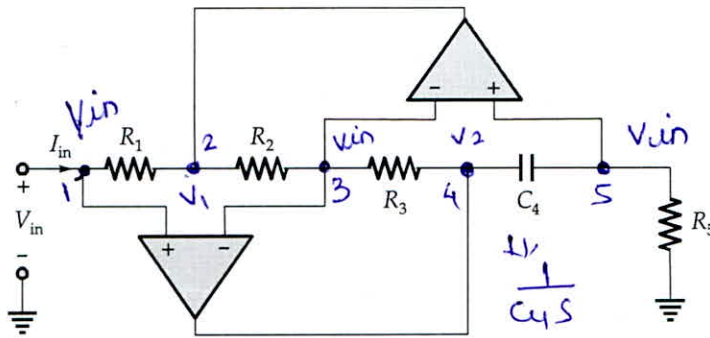 − +
Vin Iin R1 2 R2 Vin R3 V2 Vin
1 V1 3 4 C4 5 R5
+ Vin −
+ −
1
C4S